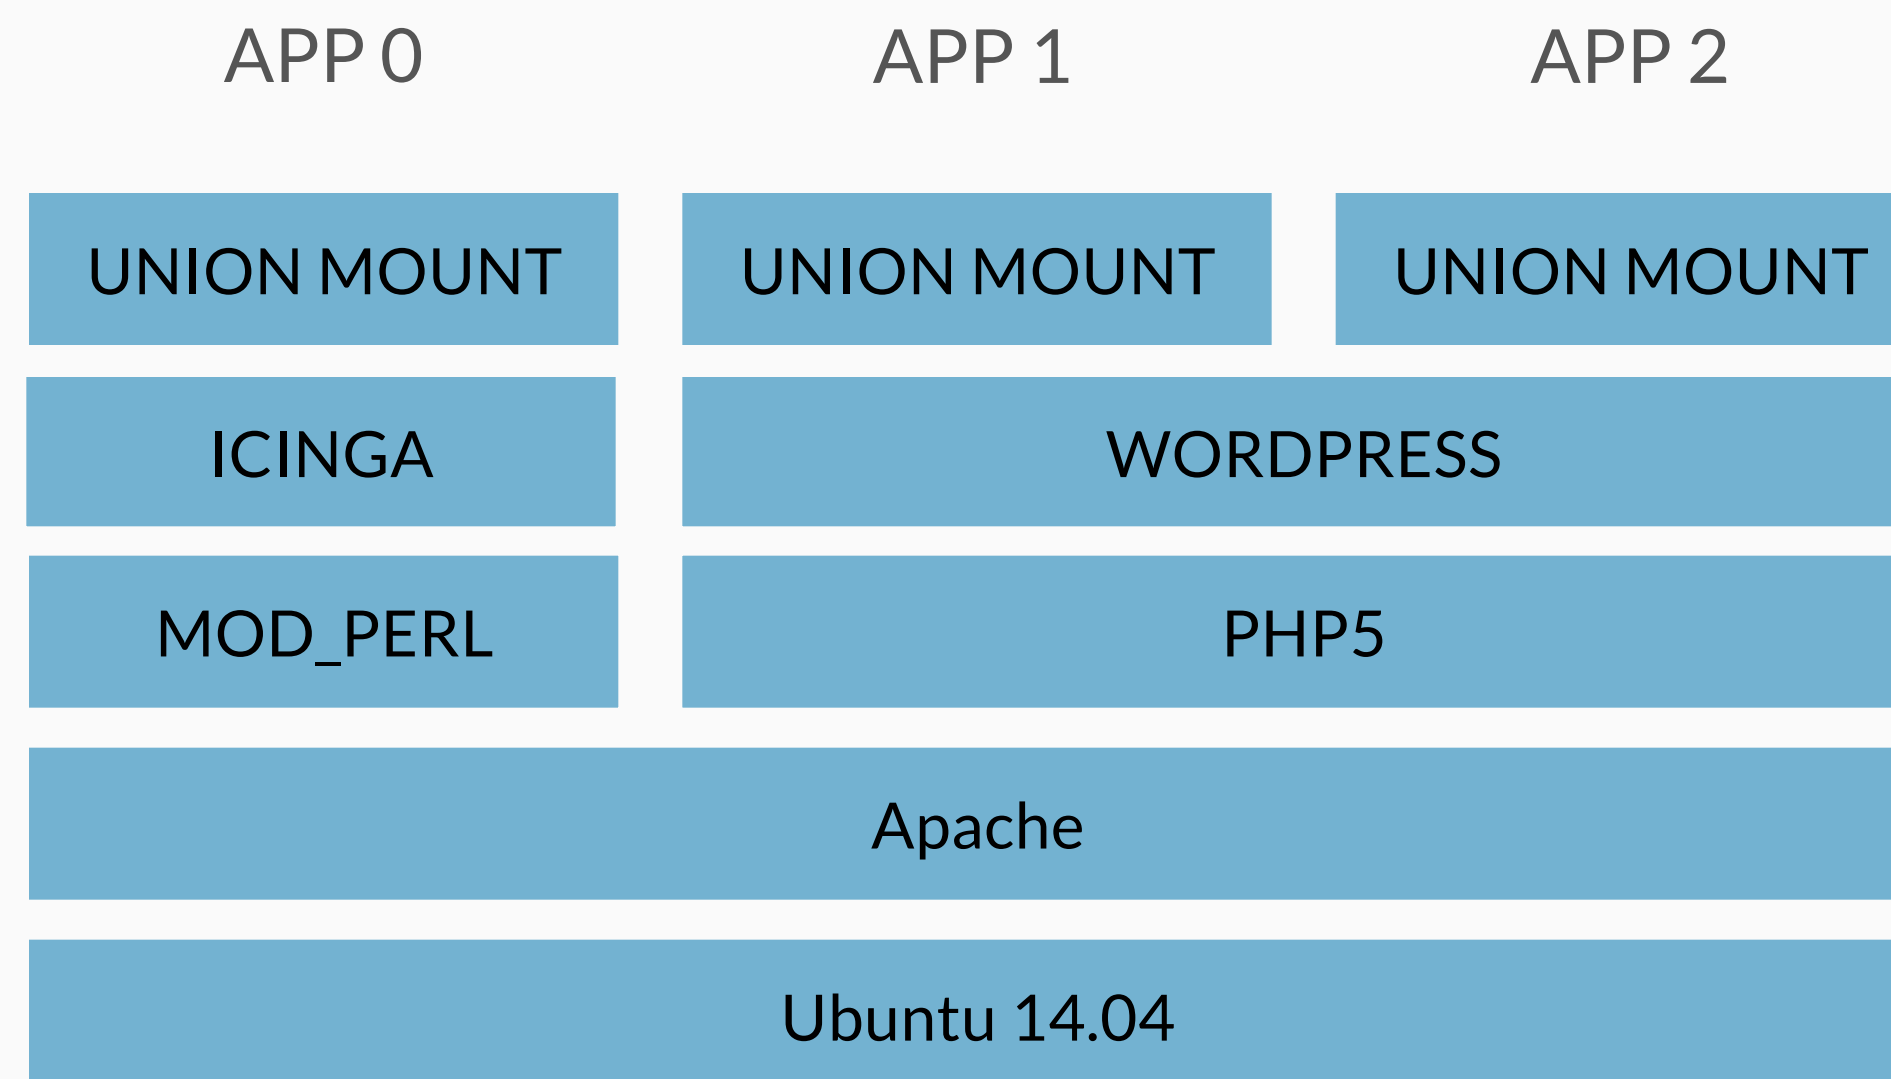 APP 0 APP 1 APP 2
UNION MOUNT UNION MOUNT UNION MOUNT
ICINGA WORDPRESS
MOD_PERL PHP5
Apache
Ubuntu 14.04